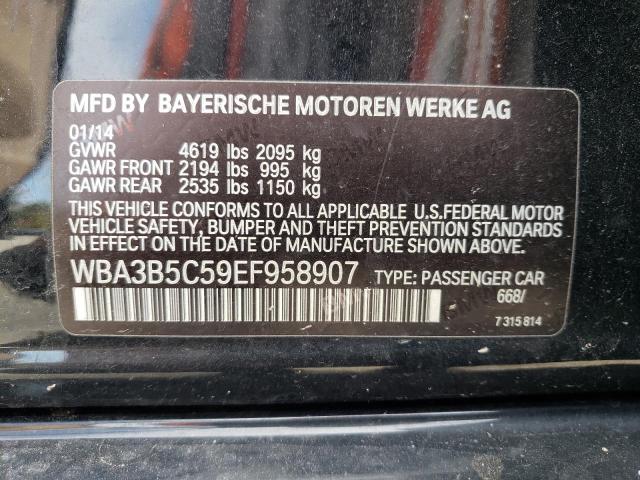 MFD BY BAYERISCHE MOTOREN WERKE AG
01/14
GVWR 4619 lbs 2095 kg
GAWR FRONT 2194 lbs 995 kg
GAWR REAR 2535 lbs 1150 kg
THIS VEHICLE CONFORMS TO ALL APPLICABLE U.S.FEDERAL MOTOR
VEHICLE SAFETY, BUMPER AND THEFT PREVENTION STANDARDS
IN EFFECT ON THE DATE OF MANUFACTURE SHOWN ABOVE.
WBA3B5C59EF958907 TYPE: PASSENGER CAR
668/
7 315 814